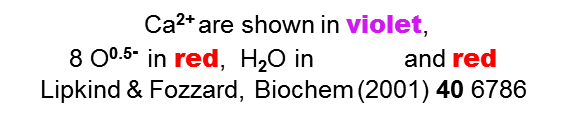 Ca²⁺ are shown in violet,
8 O⁰·⁵⁻ in red, H₂O in and red
Lipkind & Fozzard, Biochem (2001) 40 6786